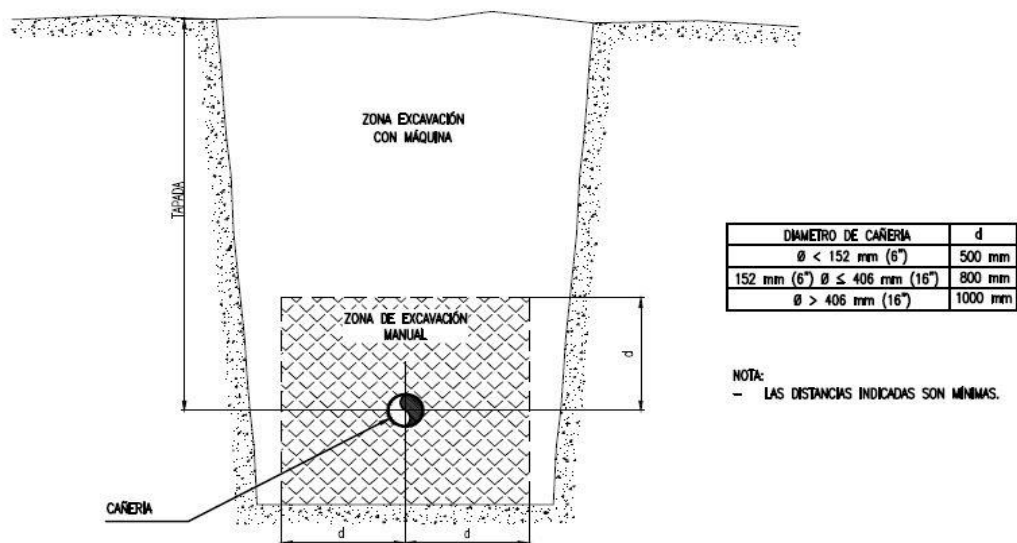 ZONA EXCAVACIÓN
CON MÁQUINA
TAPADA
ZONA DE EXCAVACIÓN
MANUAL
d
CAÑERÍA
d
d
DIAMETRO DE CAÑERIA d
Ø < 152 mm (6") 500 mm
152 mm (6") Ø ≤ 406 mm (16") 800 mm
Ø > 406 mm (16") 1000 mm
NOTA:
– LAS DISTANCIAS INDICADAS SON MÍNIMAS.